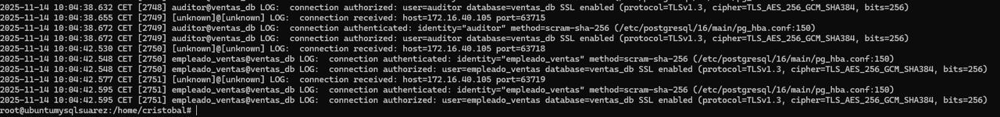 2025-11-14 10:04:38.632 CET [2748] auditor@ventas_db LOG:  connection authorized: user=auditor database=ventas_db SSL enabled (protocol=TLSv1.3, cipher=TLS_AES_256_GCM_SHA384, bits=256)
2025-11-14 10:04:38.655 CET [2749] [unknown]@[unknown] LOG:  connection received: host=172.16.40.105 port=63715
2025-11-14 10:04:38.672 CET [2749] auditor@ventas_db LOG:  connection authenticated: identity="auditor" method=scram-sha-256 (/etc/postgresql/16/main/pg_hba.conf:150)
2025-11-14 10:04:38.672 CET [2749] auditor@ventas_db LOG:  connection authorized: user=auditor database=ventas_db SSL enabled (protocol=TLSv1.3, cipher=TLS_AES_256_GCM_SHA384, bits=256)
2025-11-14 10:04:42.530 CET [2750] [unknown]@[unknown] LOG:  connection received: host=172.16.40.105 port=63718
2025-11-14 10:04:42.548 CET [2750] empleado_ventas@ventas_db LOG:  connection authenticated: identity="empleado_ventas" method=scram-sha-256 (/etc/postgresql/16/main/pg_hba.conf:150)
2025-11-14 10:04:42.548 CET [2750] empleado_ventas@ventas_db LOG:  connection authorized: user=empleado_ventas database=ventas_db SSL enabled (protocol=TLSv1.3, cipher=TLS_AES_256_GCM_SHA384, bits=256)
2025-11-14 10:04:42.577 CET [2751] [unknown]@[unknown] LOG:  connection received: host=172.16.40.105 port=63719
2025-11-14 10:04:42.595 CET [2751] empleado_ventas@ventas_db LOG:  connection authenticated: identity="empleado_ventas" method=scram-sha-256 (/etc/postgresql/16/main/pg_hba.conf:150)
2025-11-14 10:04:42.595 CET [2751] empleado_ventas@ventas_db LOG:  connection authorized: user=empleado_ventas database=ventas_db SSL enabled (protocol=TLSv1.3, cipher=TLS_AES_256_GCM_SHA384, bits=256)
root@ubuntumysqlsuarez:/home/cristobal#